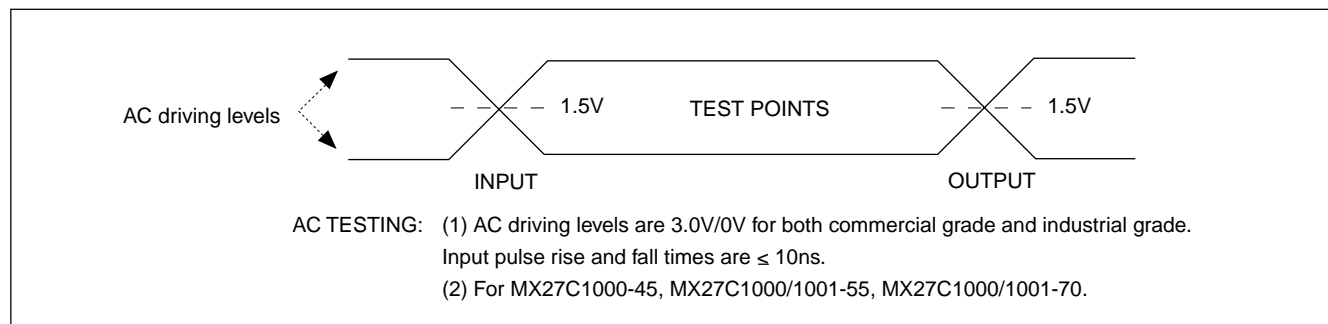 AC driving levels
1.5V
TEST POINTS
1.5V
INPUT
OUTPUT
AC TESTING: (1) AC driving levels are 3.0V/0V for both commercial grade and industrial grade.
Input pulse rise and fall times are ≤ 10ns.
(2) For MX27C1000-45, MX27C1000/1001-55, MX27C1000/1001-70.